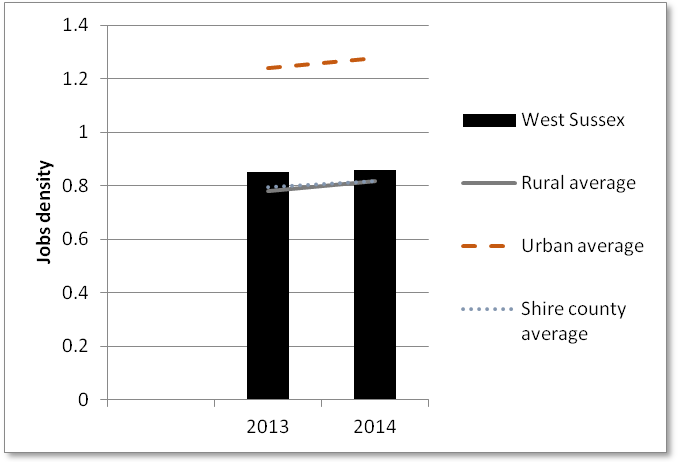 1.4
1.2
1
0.8
0.6
0.4
0.2
0
Jobs density
2013
2014
West Sussex
Rural average
Urban average
Shire county
average